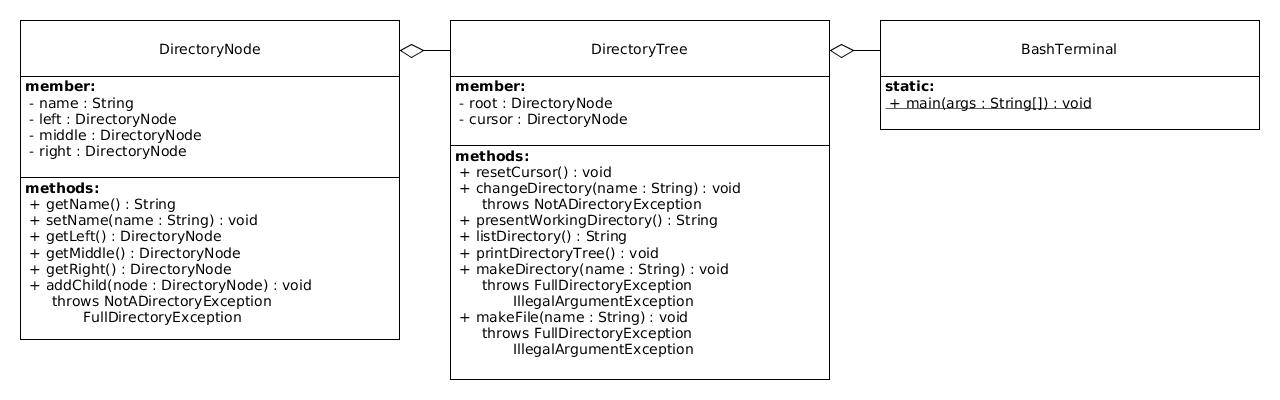 DirectoryNode
member:
- name : String
- left : DirectoryNode
- middle : DirectoryNode
- right : DirectoryNode
methods:
+ getName() : String
+ setName(name : String) : void
+ getLeft() : DirectoryNode
+ getMiddle() : DirectoryNode
+ getRight() : DirectoryNode
+ addChild(node : DirectoryNode) : void
throws NotADirectoryException
FullDirectoryException
DirectoryTree
member:
- root : DirectoryNode
- cursor : DirectoryNode
methods:
+ resetCursor() : void
+ changeDirectory(name : String) : void
throws NotADirectoryException
+ presentWorkingDirectory() : String
+ listDirectory() : String
+ printDirectoryTree() : void
+ makeDirectory(name : String) : void
throws FullDirectoryException
IllegalArgumentException
+ makeFile(name : String) : void
throws FullDirectoryException
IllegalArgumentException
BashTerminal
static:
+ main(args : String[]) : void